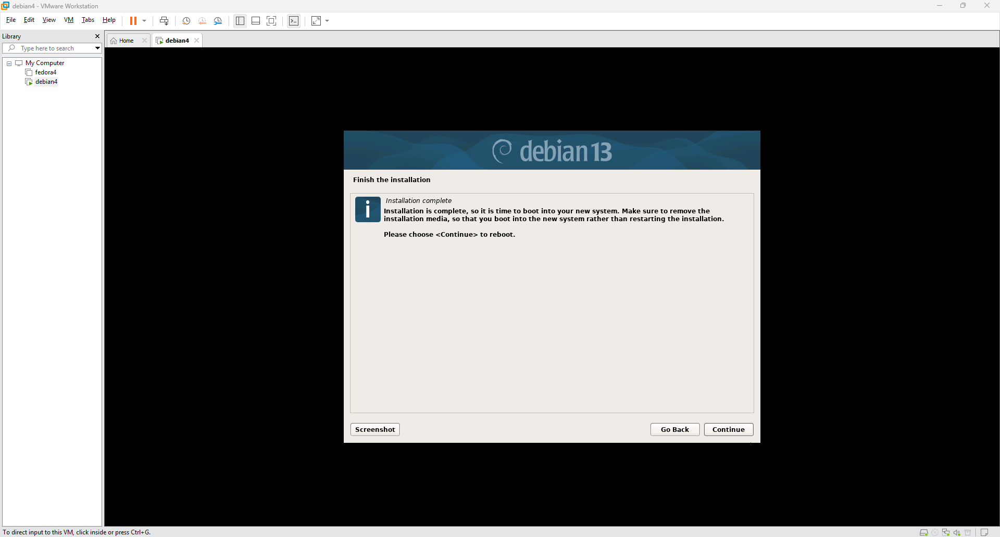 debian4 - VMware Workstation
File Edit View VM Tabs Help
Library
Home
debian4
Type here to search
My Computer
fedora4
debian4
debian 13
Finish the installation
Installation complete
Installation is complete, so it is time to boot into your new system. Make sure to remove the
installation media, so that you boot into the new system rather than restarting the installation.
Please choose <Continue> to reboot.
Screenshot
Go Back
Continue
To direct input to this VM, click inside or press Ctrl+G.